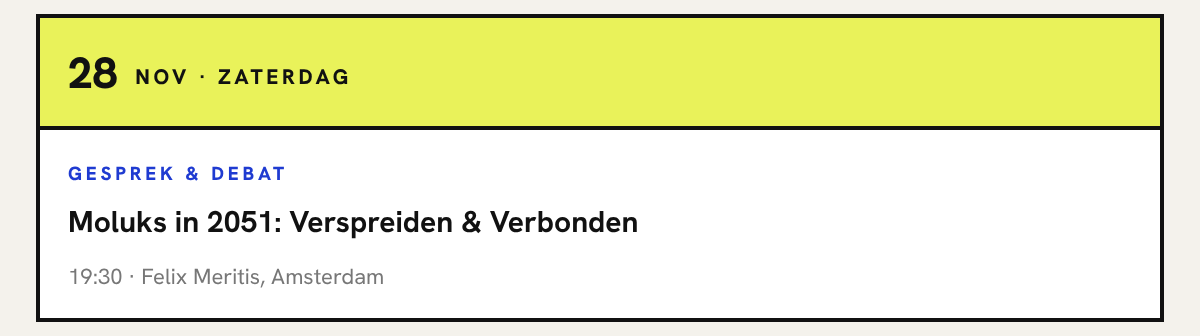 28 NOV · ZATERDAG
GESPREK & DEBAT
Moluks in 2051: Verspreiden & Verbonden
19:30 · Felix Meritis, Amsterdam